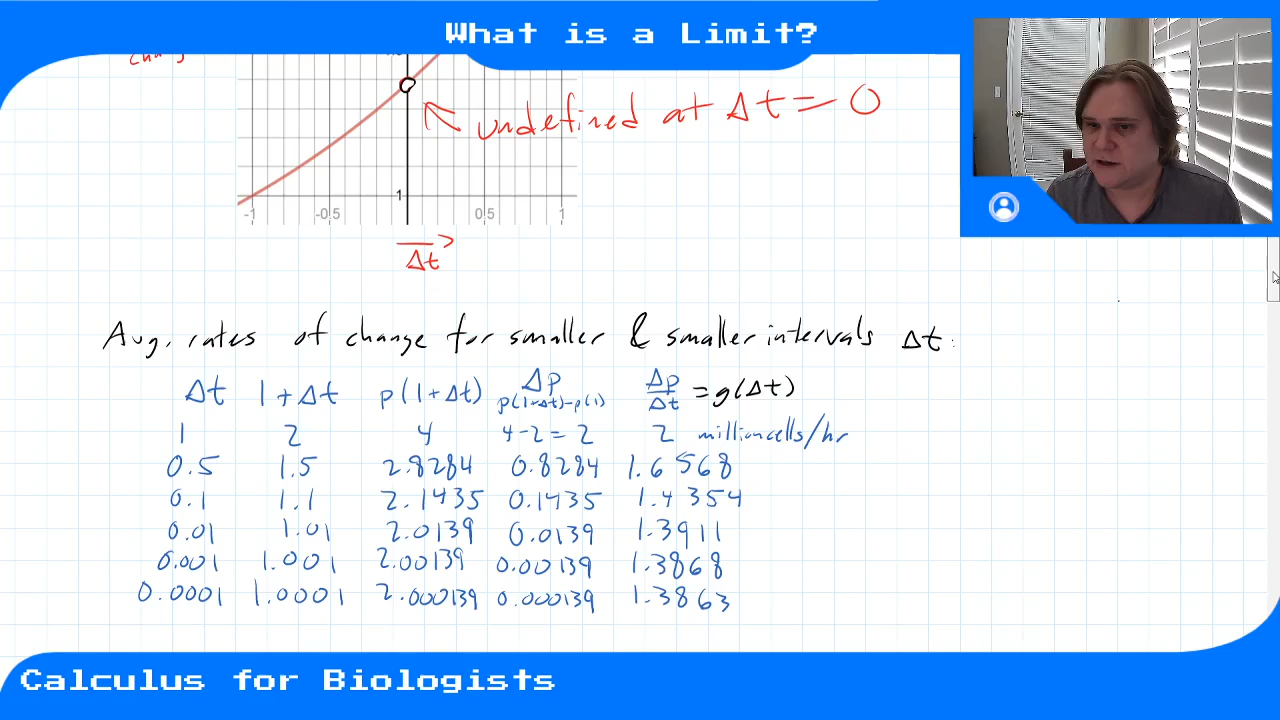 What is a Limit?
undefined at Δt = 0
1
-1 -0.5 0.5 1
Δt
Avg. rates of change for smaller & smaller intervals Δt:
Δt 1+Δt p(1+Δt) Δp Δp/Δt = g(Δt)
p(1+Δt)-p(1)
1 2 4 4-2=2 2 million cells/hr
0.5 1.5 2.8284 0.8284 1.6568
0.1 1.1 2.1435 0.1435 1.4354
0.01 1.01 2.0139 0.0139 1.3911
0.001 1.001 2.00139 0.00139 1.3868
0.0001 1.0001 2.000139 0.000139 1.3863
Calculus for Biologists